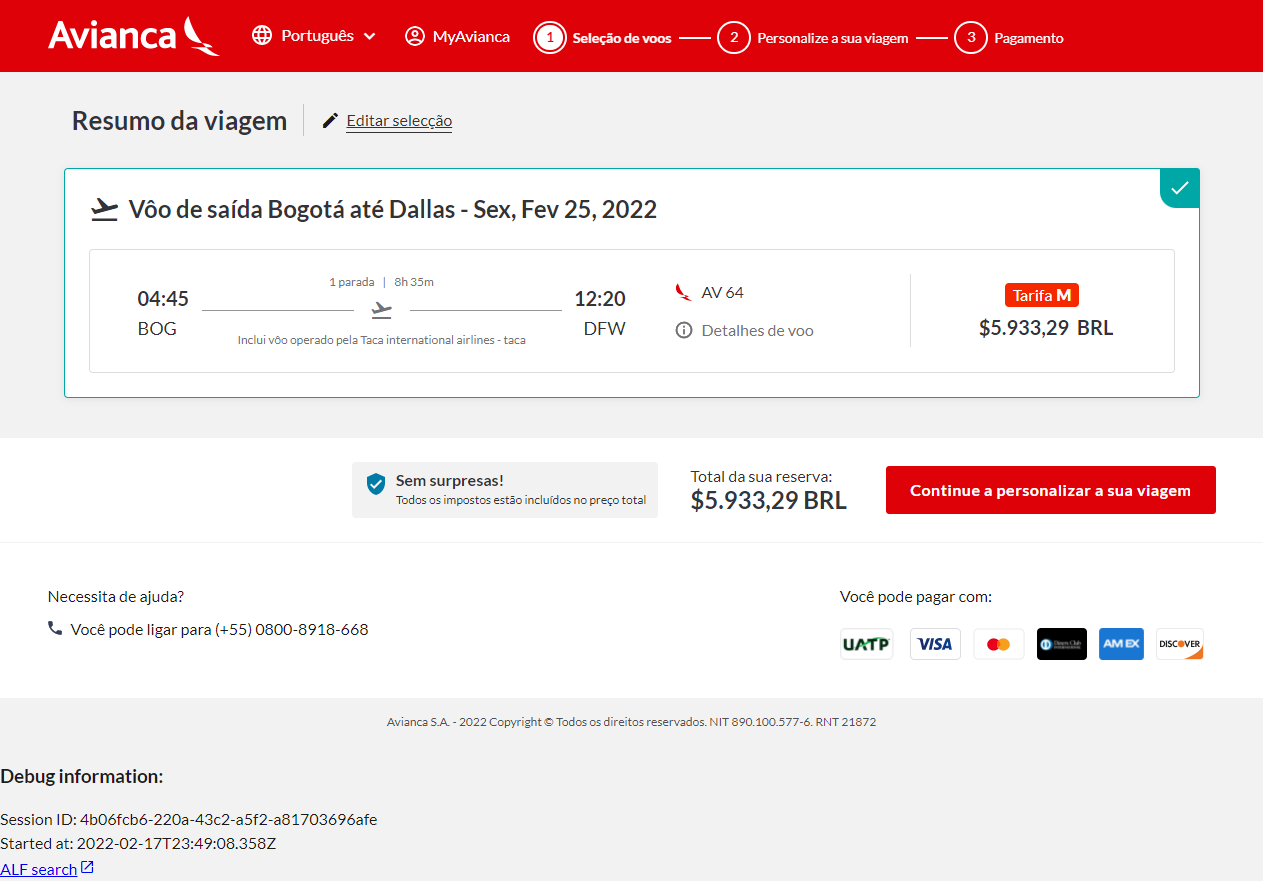 Avianca
Português
MyAvianca
1 Seleção de voos
2 Personalize a sua viagem
3 Pagamento
Resumo da viagem
Editar selecção
Vôo de saída Bogotá até Dallas - Sex, Fev 25, 2022
1 parada | 8h 35m
04:45
12:20
BOG
DFW
Inclui vôo operado pela Taca international airlines - taca
AV 64
Detalhes de voo
Tarifa M
$5.933,29 BRL
Sem surpresas!
Todos os impostos estão incluídos no preço total
Total da sua reserva:
$5.933,29 BRL
Continue a personalizar a sua viagem
Necessita de ajuda?
Você pode ligar para (+55) 0800-8918-668
Você pode pagar com:
UATP VISA Diners Club INTERNATIONAL AMEX DISCOVER
Avianca S.A. - 2022 Copyright © Todos os direitos reservados. NIT 890.100.577-6. RNT 21872
Debug information:
Session ID: 4b06fcb6-220a-43c2-a5f2-a81703696afe
Started at: 2022-02-17T23:49:08.358Z
ALF search